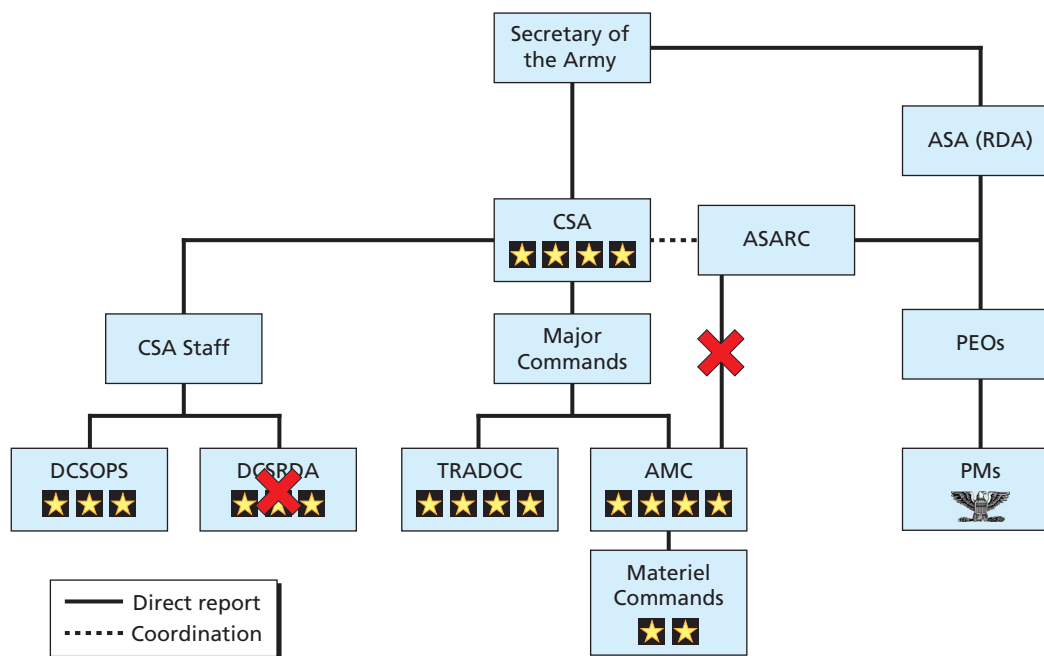 Secretary of
the Army
ASA (RDA)
CSA
ASARC
CSA Staff
Major
Commands
PEOs
DCSOPS
DCSRDA
TRADOC
AMC
PMs
Materiel
Commands
Direct report
Coordination